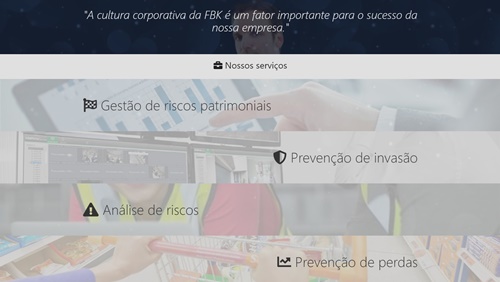 "A cultura corporativa da FBK é um fator importante para o sucesso da
nossa empresa."
Nossos serviços
Gestão de riscos patrimoniais
Prevenção de invasão
Análise de riscos
Prevenção de perdas